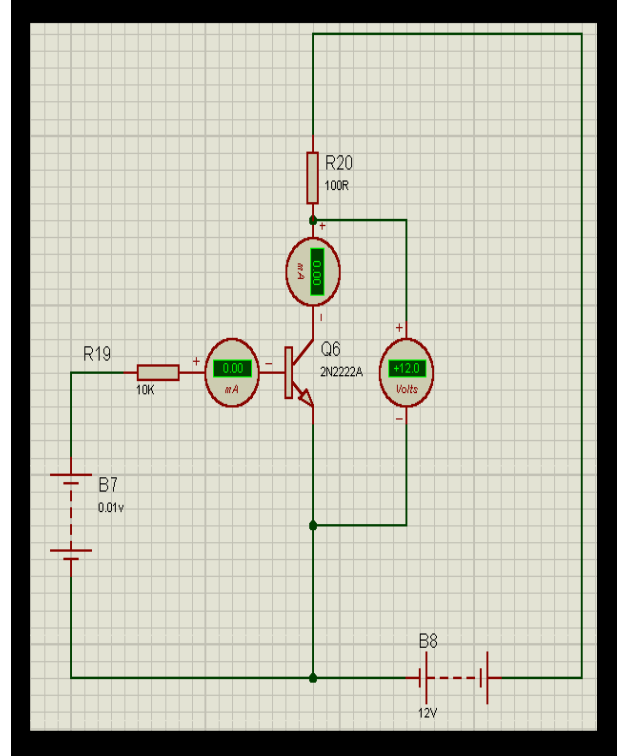 R20
100R
+
mA
0.00
−
R19
10K
+
0.00
mA
−
Q6
2N2222A
+
+12.0
Volts
−
B7
0.01v
B8
12V